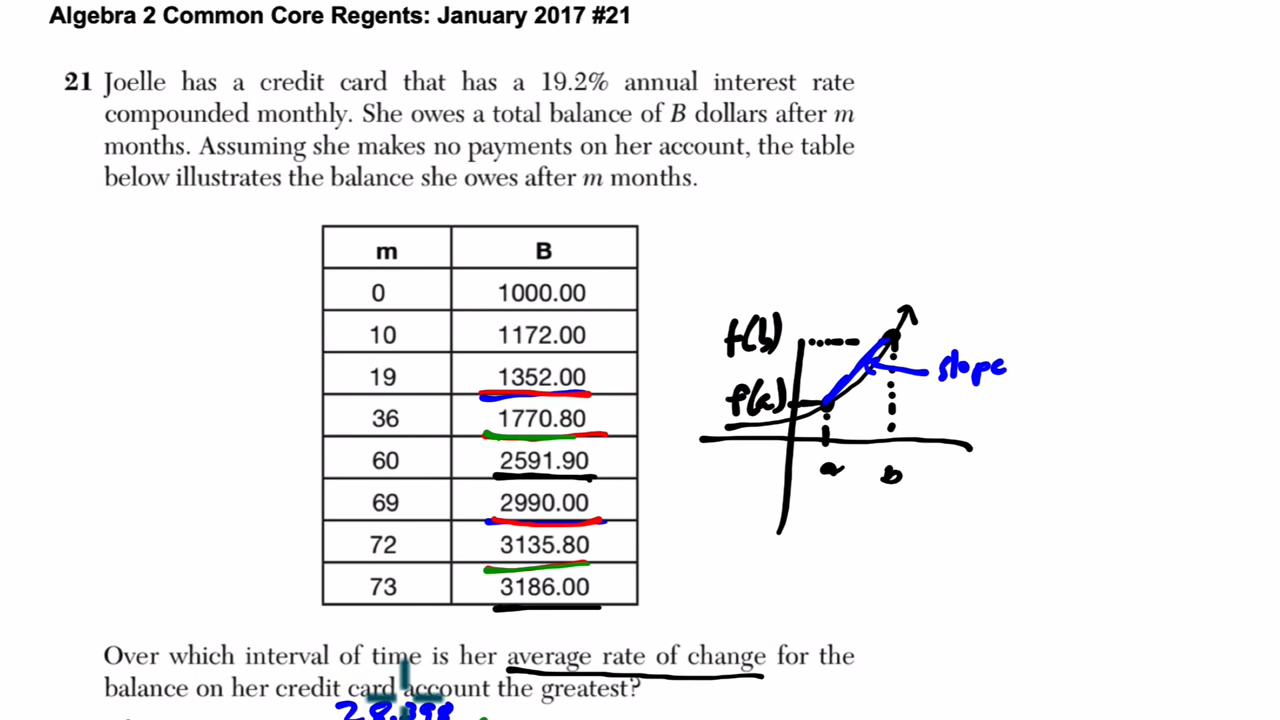 Algebra 2 Common Core Regents: January 2017 #21
21 Joelle has a credit card that has a 19.2% annual interest rate
compounded monthly. She owes a total balance of B dollars after m
months. Assuming she makes no payments on her account, the table
below illustrates the balance she owes after m months.
m B
0 1000.00
10 1172.00
19 1352.00
36 1770.80
60 2591.90
69 2990.00
72 3135.80
73 3186.00
f(b)
slope
f(a)
a b
Over which interval of time is her average rate of change for the
balance on her credit card account the greatest?